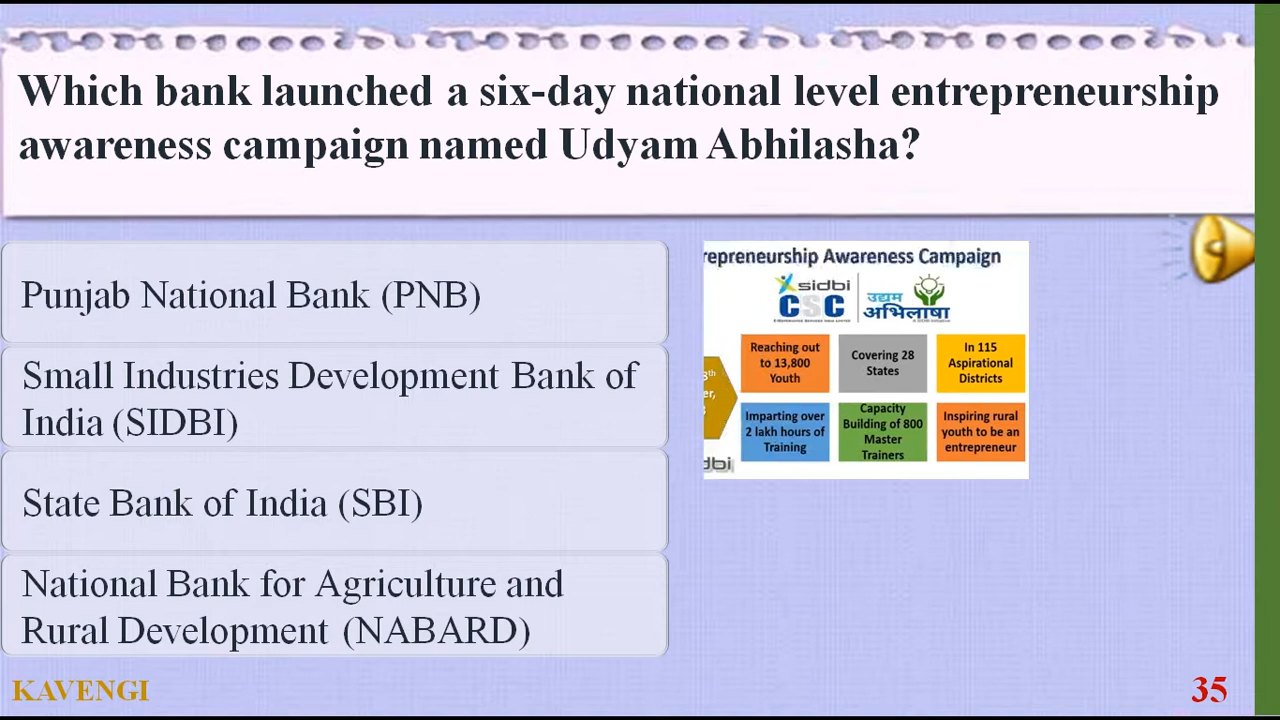 Which bank launched a six-day national level entrepreneurship
awareness campaign named Udyam Abhilasha?
Punjab National Bank (PNB)
Small Industries Development Bank of
India (SIDBI)
State Bank of India (SBI)
National Bank for Agriculture and
Rural Development (NABARD)
repreneurship Awareness Campaign
sidbi
CSC
उद्यम
अभिलाषा
Reaching out
to 13,800
Youth
Covering 28
States
In 115
Aspirational
Districts
Imparting over
2 lakh hours of
Training
Capacity
Building of 800
Master
Trainers
Inspiring rural
youth to be an
entrepreneur
KAVENGI
35